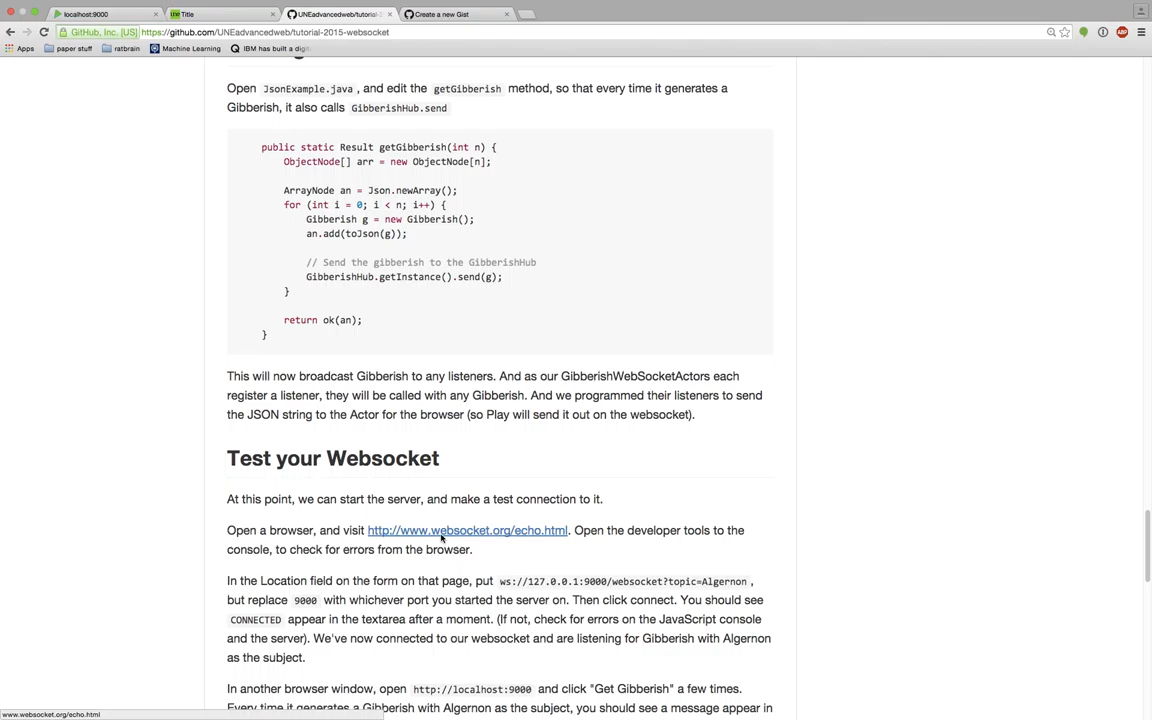 localhost:9000
une Title
UNEadvancedweb/tutorial-2
Create a new Gist
GitHub, Inc. [US] https://github.com/UNEadvancedweb/tutorial-2015-websocket
Apps paper stuff ratbrain Machine Learning IBM has built a digi
Open JsonExample.java , and edit the getGibberish method, so that every time it generates a
Gibberish, it also calls GibberishHub.send
public static Result getGibberish(int n) {
ObjectNode[] arr = new ObjectNode[n];
ArrayNode an = Json.newArray();
for (int i = 0; i < n; i++) {
Gibberish g = new Gibberish();
an.add(toJson(g));
// Send the gibberish to the GibberishHub
GibberishHub.getInstance().send(g);
}
return ok(an);
}
This will now broadcast Gibberish to any listeners. And as our GibberishWebSocketActors each
register a listener, they will be called with any Gibberish. And we programmed their listeners to send
the JSON string to the Actor for the browser (so Play will send it out on the websocket).
Test your Websocket
At this point, we can start the server, and make a test connection to it.
Open a browser, and visit http://www.websocket.org/echo.html. Open the developer tools to the
console, to check for errors from the browser.
In the Location field on the form on that page, put ws://127.0.0.1:9000/websocket?topic=Algernon ,
but replace 9000 with whichever port you started the server on. Then click connect. You should see
CONNECTED appear in the textarea after a moment. (If not, check for errors on the JavaScript console
and the server). We've now connected to our websocket and are listening for Gibberish with Algernon
as the subject.
In another browser window, open http://localhost:9000 and click "Get Gibberish" a few times.
Every time it generates a Gibberish with Algernon as the subject, you should see a message appear in
www.websocket.org/echo.html